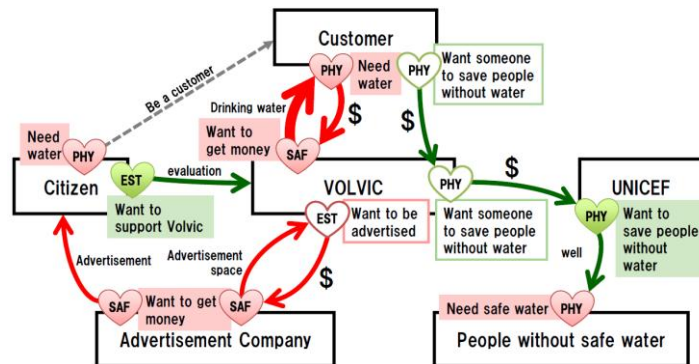 Customer
Be a customer
PHY
Need
water
PHY
Want someone
to save people
without water
Drinking water
$
$
Need
water
PHY
Want to
get money
SAF
Citizen
EST
evaluation
Want to
support Volvic
VOLVIC
PHY
$
UNICEF
EST
Want to be
advertised
Want someone
to save people
without water
PHY
Want to
save people
without
water
Advertisement
Advertisement
space
$
well
SAF
Want to get
money
SAF
Need safe water
PHY
Advertisement Company
People without safe water